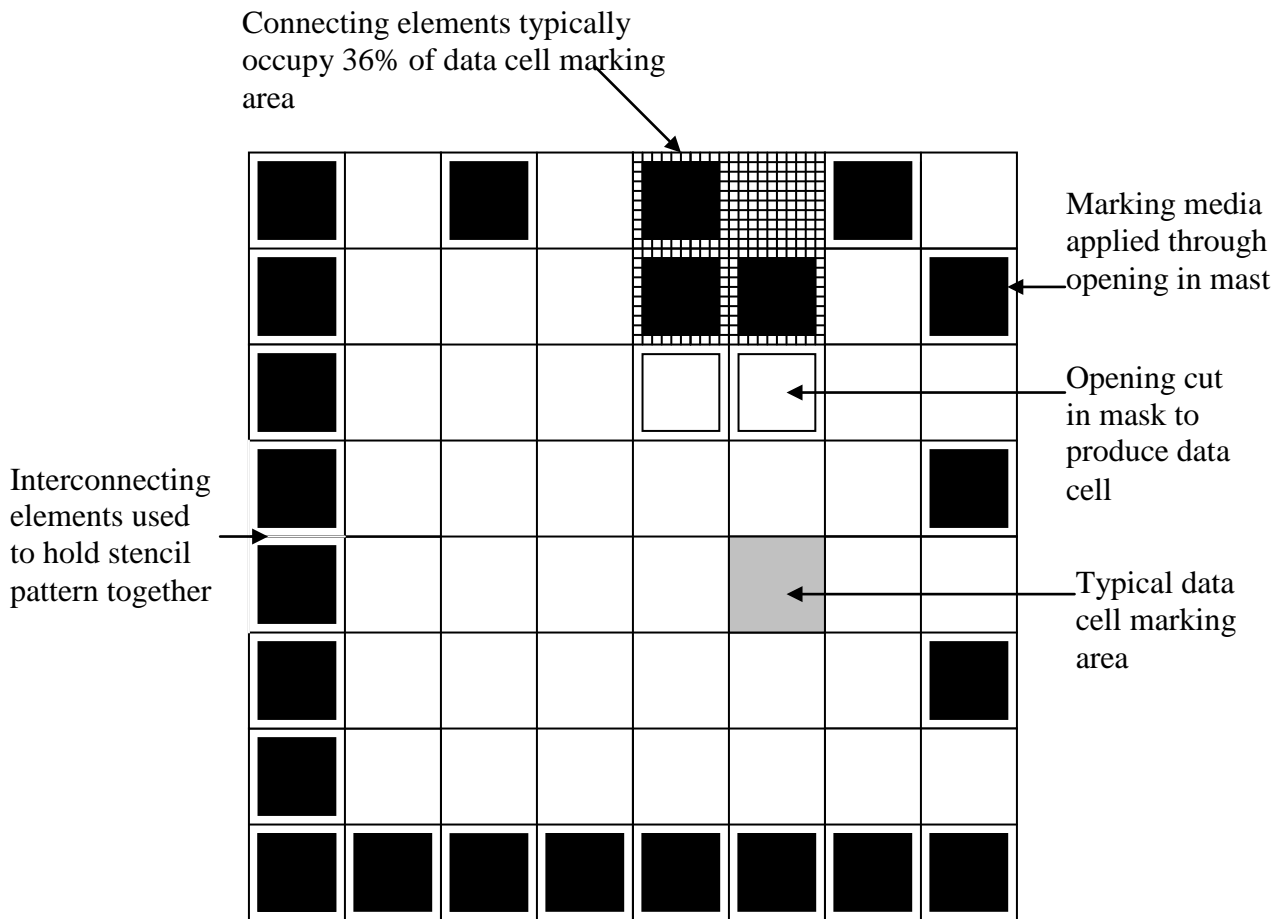 Connecting elements typically
occupy 36% of data cell marking
area
Marking media
applied through
opening in mast
Opening cut
in mask to
produce data
cell
Interconnecting
elements used
to hold stencil
pattern together
Typical data
cell marking
area